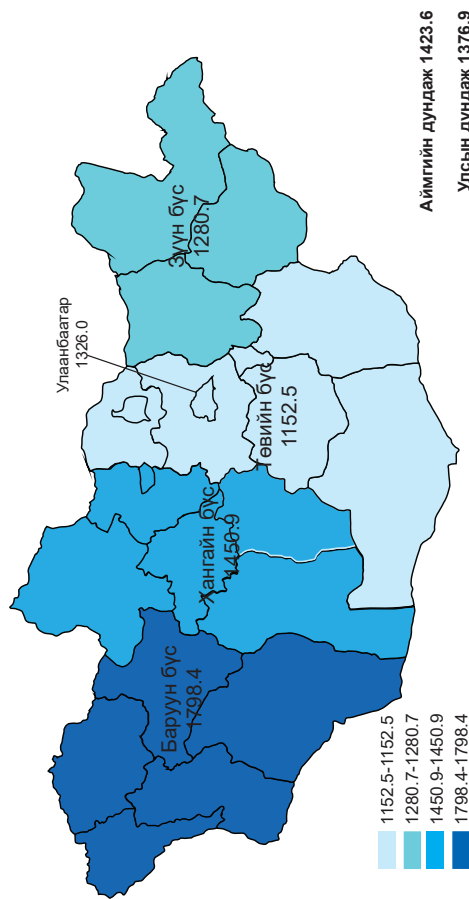 Улаанбаатар
1326.0
Баруун бүс
1798.4
Хангайн бүс
1450.9
Төвийн бүс
1152.5
Зүүн бүс
1280.7
1152.5-1152.5
1280.7-1280.7
1450.9-1450.9
1798.4-1798.4
Аймгийн дундаж 1423.6
Улсын дундаж 1376.9